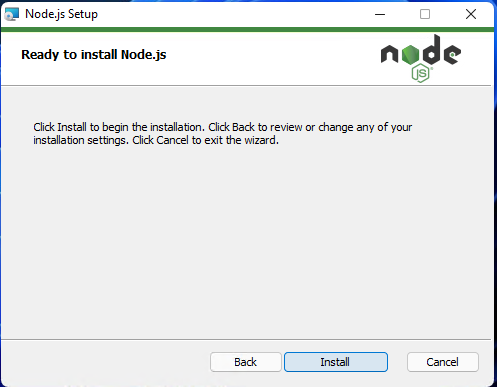 Node.js Setup
Ready to install Node.js
node
JS
Click Install to begin the installation. Click Back to review or change any of your
installation settings. Click Cancel to exit the wizard.
Back
Install
Cancel